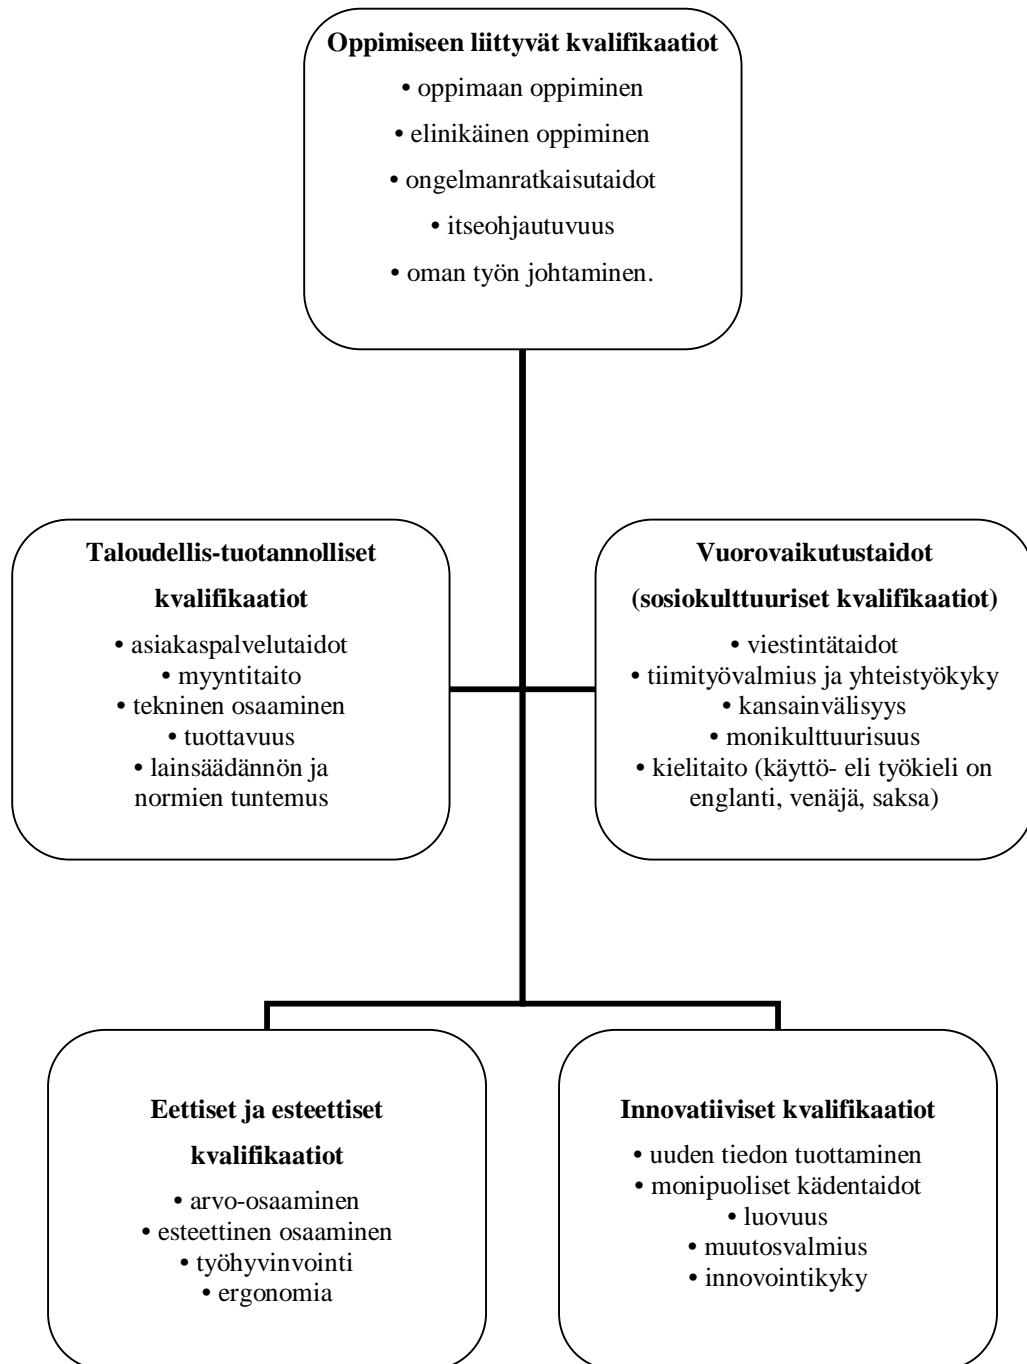 Oppimiseen liittyvät kvalifikaatiot
• oppimaan oppiminen
• elinikäinen oppiminen
• ongelmanratkaisutaidot
• itseohjautuvuus
• oman työn johtaminen.
Taloudellis-tuotannolliset
kvalifikaatiot
• asiakaspalvelutaidot
• myyntitaito
• tekninen osaaminen
• tuottavuus
• lainsäädännön ja
normien tuntemus
Vuorovaikutustaidot
(sosiokulttuuriset kvalifikaatiot)
• viestintätaidot
• tiimityövalmius ja yhteistyökyky
• kansainvälisyys
• monikulttuurisuus
• kielitaito (käyttö- eli työkieli on
englanti, venäjä, saksa)
Eettiset ja esteettiset
kvalifikaatiot
• arvo-osaaminen
• esteettinen osaaminen
• työhyvinvointi
• ergonomia
Innovatiiviset kvalifikaatiot
• uuden tiedon tuottaminen
• monipuoliset kädentaidot
• luovuus
• muutosvalmius
• innovointikyky